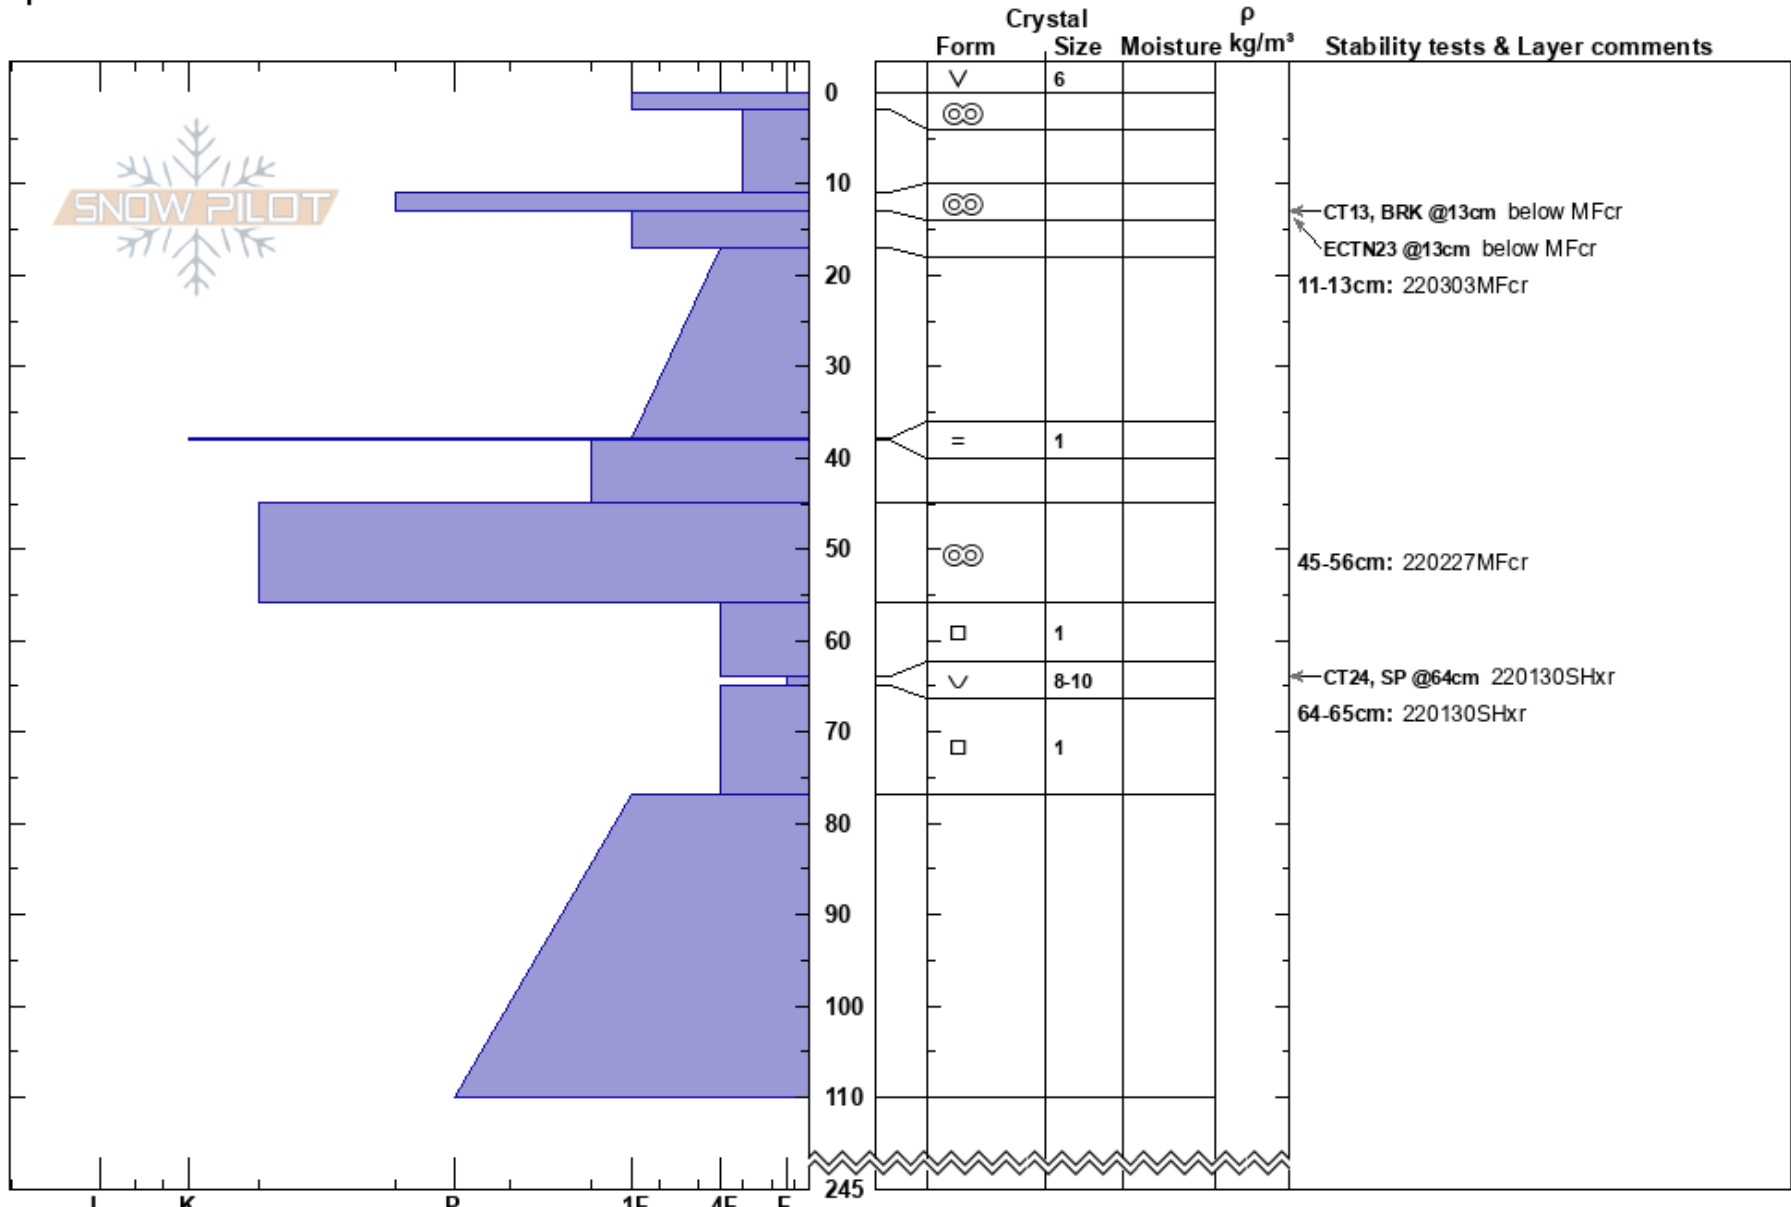 Crystal ρ
Form Size Moisture kg/m³ Stability tests & Layer comments
6
0
SNOW PILOT
10
CT13, BRK @13cm below MFcr
ECTN23 @13cm below MFcr
20
11-13cm: 220303MFcr
30
= 1
40
50
45-56cm: 220227MFcr
60
1
8-10
CT24, SP @64cm 220130SHxr
64-65cm: 220130SHxr
70
1
80
90
100
110
245
I K P 1F 4F F